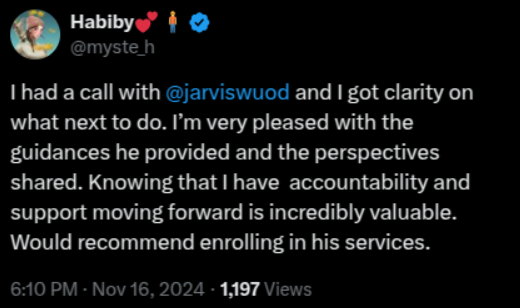 Habiby💕🧍
@myste_h
I had a call with @jarviswuod and I got clarity on
what next to do. I'm very pleased with the
guidances he provided and the perspectives
shared. Knowing that I have  accountability and
support moving forward is incredibly valuable.
Would recommend enrolling in his services.
6:10 PM · Nov 16, 2024 · 1,197 Views